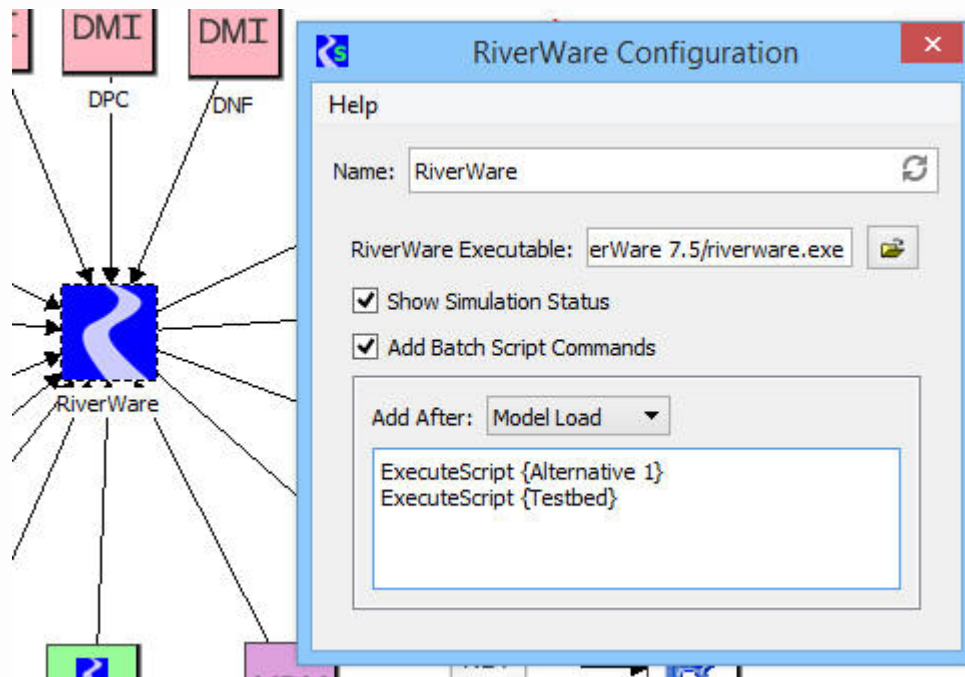 DMI
DMI
DPC
DNF
RiverWare
RiverWare Configuration
Help
Name: RiverWare
RiverWare Executable: erWare 7.5/riverware.exe
Show Simulation Status
Add Batch Script Commands
Add After: Model Load
ExecuteScript {Alternative 1}
ExecuteScript {Testbed}